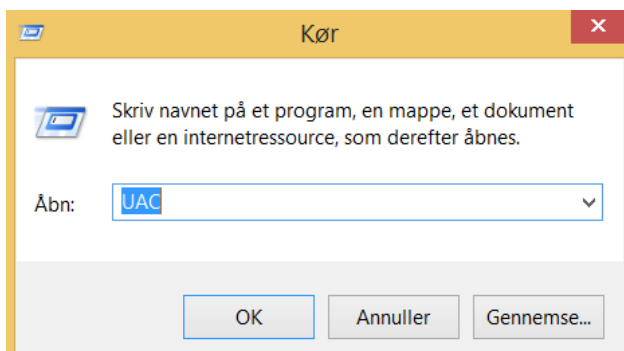 Kør
Skriv navnet på et program, en mappe, et dokument
eller en internetressource, som derefter åbnes.
Åbn: UAC
OK Annuller Gennemse...